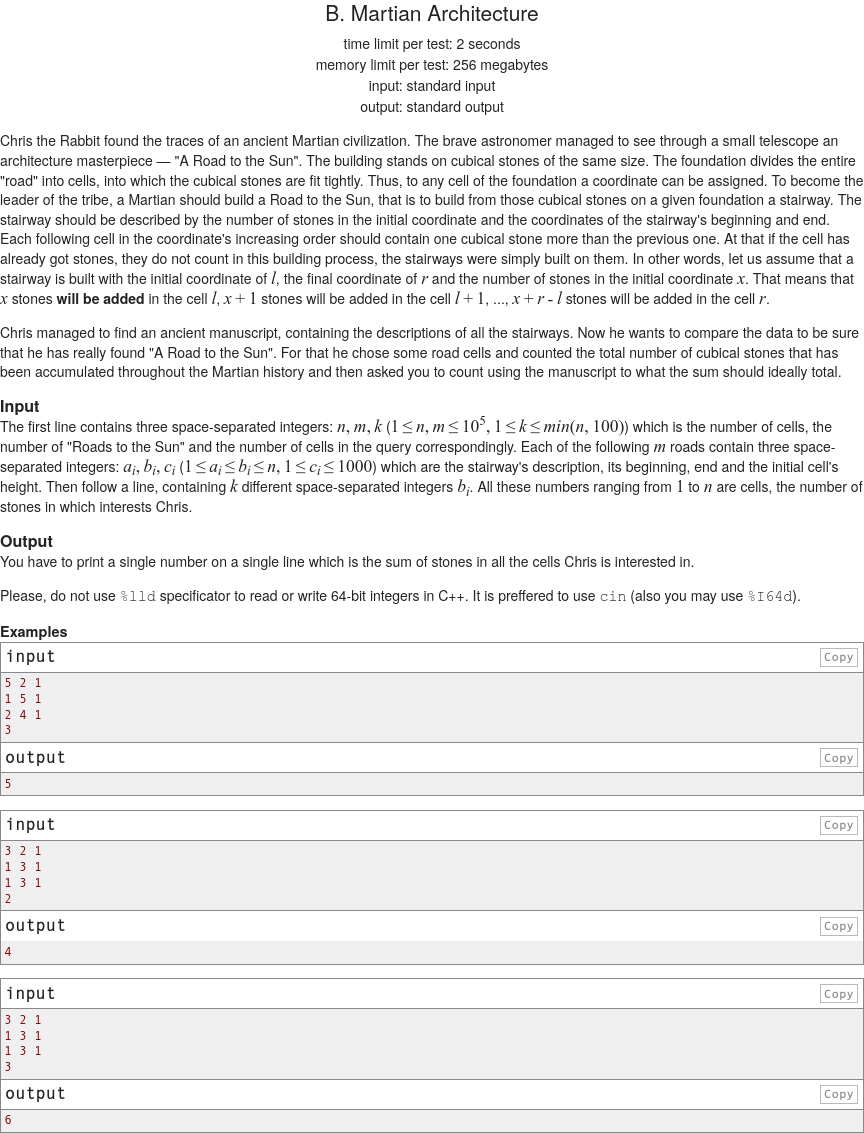 B. Martian Architecture
time limit per test: 2 seconds
memory limit per test: 256 megabytes
input: standard input
output: standard output
Chris the Rabbit found the traces of an ancient Martian civilization. The brave astronomer managed to see through a small telescope an
architecture masterpiece — "A Road to the Sun". The building stands on cubical stones of the same size. The foundation divides the entire
"road" into cells, into which the cubical stones are fit tightly. Thus, to any cell of the foundation a coordinate can be assigned. To become the
leader of the tribe, a Martian should build a Road to the Sun, that is to build from those cubical stones on a given foundation a stairway. The
stairway should be described by the number of stones in the initial coordinate and the coordinates of the stairway's beginning and end.
Each following cell in the coordinate's increasing order should contain one cubical stone more than the previous one. At that if the cell has
already got stones, they do not count in this building process, the stairways were simply built on them. In other words, let us assume that a
stairway is built with the initial coordinate of l, the final coordinate of r and the number of stones in the initial coordinate x. That means that
x stones will be added in the cell l, x + 1 stones will be added in the cell l + 1, ..., x + r - l stones will be added in the cell r.
Chris managed to find an ancient manuscript, containing the descriptions of all the stairways. Now he wants to compare the data to be sure
that he has really found "A Road to the Sun". For that he chose some road cells and counted the total number of cubical stones that has
been accumulated throughout the Martian history and then asked you to count using the manuscript to what the sum should ideally total.
Input
The first line contains three space-separated integers: n, m, k (1 ≤ n, m ≤ 10^5, 1 ≤ k ≤ min(n, 100)) which is the number of cells, the
number of "Roads to the Sun" and the number of cells in the query correspondingly. Each of the following m roads contain three space-
separated integers: a_i, b_i, c_i (1 ≤ a_i ≤ b_i ≤ n, 1 ≤ c_i ≤ 1000) which are the stairway's description, its beginning, end and the initial cell's
height. Then follow a line, containing k different space-separated integers b_i. All these numbers ranging from 1 to n are cells, the number of
stones in which interests Chris.
Output
You have to print a single number on a single line which is the sum of stones in all the cells Chris is interested in.
Please, do not use %lld specificator to read or write 64-bit integers in C++. It is preffered to use cin (also you may use %I64d).
Examples
input Copy
5 2 1
1 5 1
2 4 1
3
output Copy
5
input Copy
3 2 1
1 3 1
1 3 1
2
output Copy
4
input Copy
3 2 1
1 3 1
1 3 1
3
output Copy
6